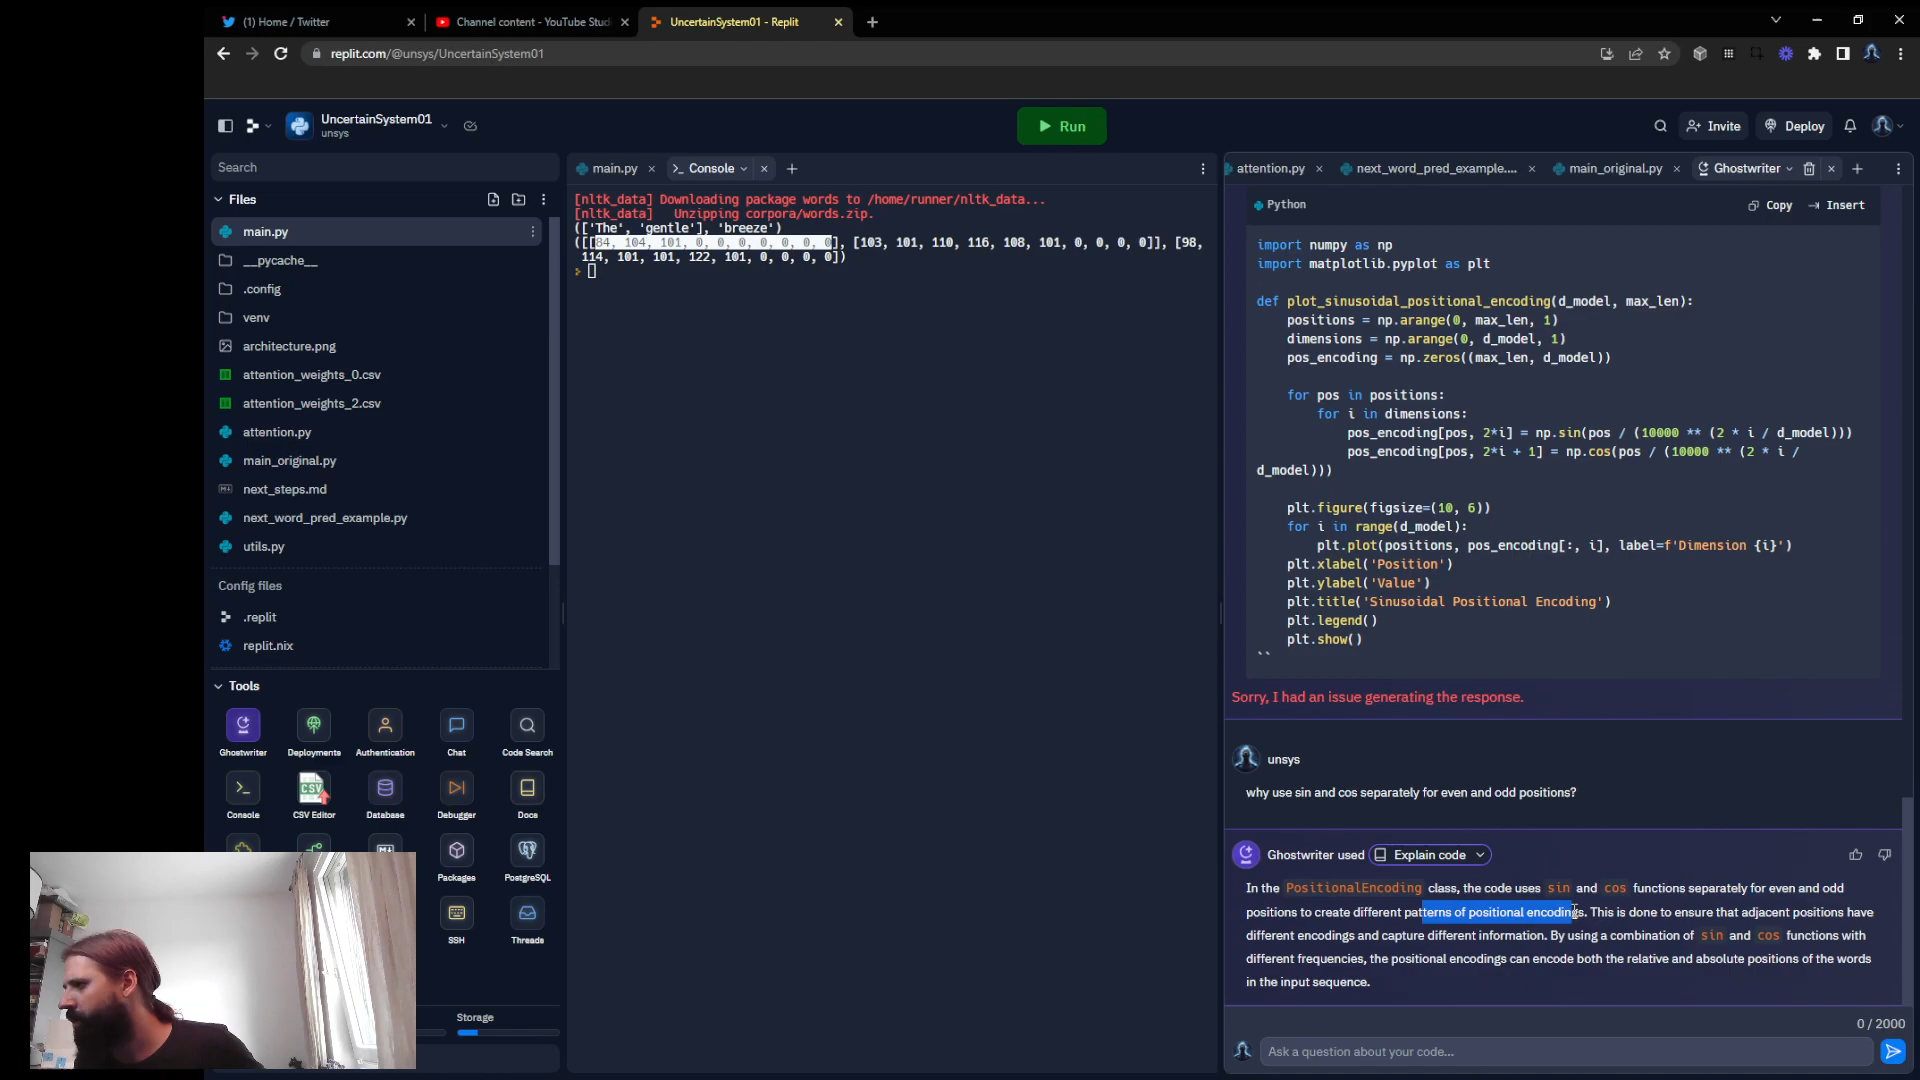 (1) Home / Twitter
Channel content - YouTube Stud
UncertainSystem01 - Replit
replit.com/@unsys/UncertainSystem01
UncertainSystem01
unsys
Run
Invite
Deploy
Search
Files
main.py
__pycache__
.config
venv
architecture.png
attention_weights_0.csv
attention_weights_2.csv
attention.py
main_original.py
next_steps.md
next_word_pred_example.py
utils.py
Config files
.replit
replit.nix
Tools
Ghostwriter
Deployments
Authentication
Chat
Code Search
Console
CSV Editor
Database
Debugger
Docs
Packages
PostgreSQL
SSH
Threads
Storage
main.py
Console
[nltk_data] Downloading package words to /home/runner/nltk_data...
[nltk_data]   Unzipping corpora/words.zip.
(['The', 'gentle'], 'breeze')
([[84, 104, 101, 0, 0, 0, 0, 0, 0, 0], [103, 101, 110, 116, 108, 101, 0, 0, 0, 0]], [98,
114, 101, 101, 122, 101, 0, 0, 0, 0])
attention.py
next_word_pred_example....
main_original.py
Ghostwriter
Python
Copy
Insert
import numpy as np
import matplotlib.pyplot as plt
def plot_sinusoidal_positional_encoding(d_model, max_len):
positions = np.arange(0, max_len, 1)
dimensions = np.arange(0, d_model, 1)
pos_encoding = np.zeros((max_len, d_model))
for pos in positions:
for i in dimensions:
pos_encoding[pos, 2*i] = np.sin(pos / (10000 ** (2 * i / d_model)))
pos_encoding[pos, 2*i + 1] = np.cos(pos / (10000 ** (2 * i /
d_model)))
plt.figure(figsize=(10, 6))
for i in range(d_model):
plt.plot(positions, pos_encoding[:, i], label=f'Dimension {i}')
plt.xlabel('Position')
plt.ylabel('Value')
plt.title('Sinusoidal Positional Encoding')
plt.legend()
plt.show()
``
Sorry, I had an issue generating the response.
unsys
why use sin and cos separately for even and odd positions?
Ghostwriter used Explain code
In the PositionalEncoding class, the code uses sin and cos functions separately for even and odd
positions to create different patterns of positional encodings. This is done to ensure that adjacent positions have
different encodings and capture different information. By using a combination of sin and cos functions with
different frequencies, the positional encodings can encode both the relative and absolute positions of the words
in the input sequence.
0 / 2000
Ask a question about your code...